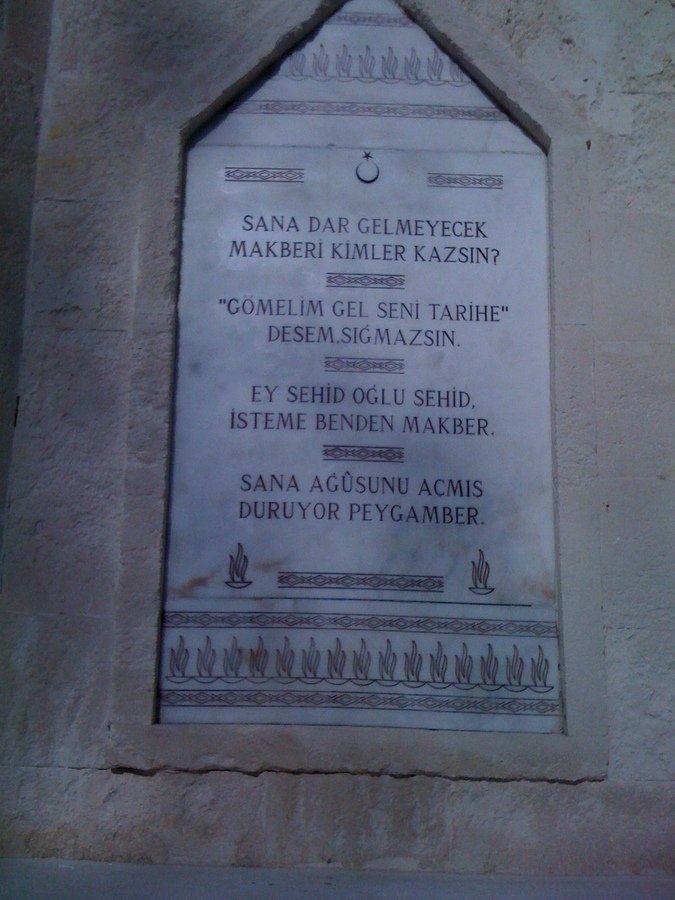 SANA DAR GELMEYECEK
MAKBERİ KİMLER KAZSIN?
"GÖMELİM GEL SENİ TARİHE"
DESEM,SIĞMAZSIN.
EY SEHİD OĞLU SEHİD,
İSTEME BENDEN MAKBER.
SANA AĞÛSUNU ACMIS
DURUYOR PEYGAMBER.